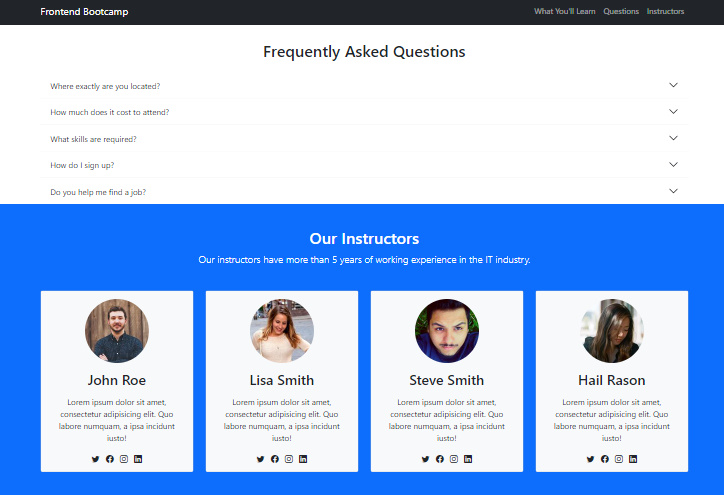 Frontend Bootcamp
What You'll Learn Questions Instructors
Frequently Asked Questions
Where exactly are you located?
How much does it cost to attend?
What skills are required?
How do I sign up?
Do you help me find a job?
Our Instructors
Our instructors have more than 5 years of working experience in the IT industry.
John Roe
Lorem ipsum dolor sit amet,
consectetur adipisicing elit. Quo
labore numquam, a ipsa incidunt
iusto!
Lisa Smith
Lorem ipsum dolor sit amet,
consectetur adipisicing elit. Quo
labore numquam, a ipsa incidunt
iusto!
Steve Smith
Lorem ipsum dolor sit amet,
consectetur adipisicing elit. Quo
labore numquam, a ipsa incidunt
iusto!
Hail Rason
Lorem ipsum dolor sit amet,
consectetur adipisicing elit. Quo
labore numquam, a ipsa incidunt
iusto!